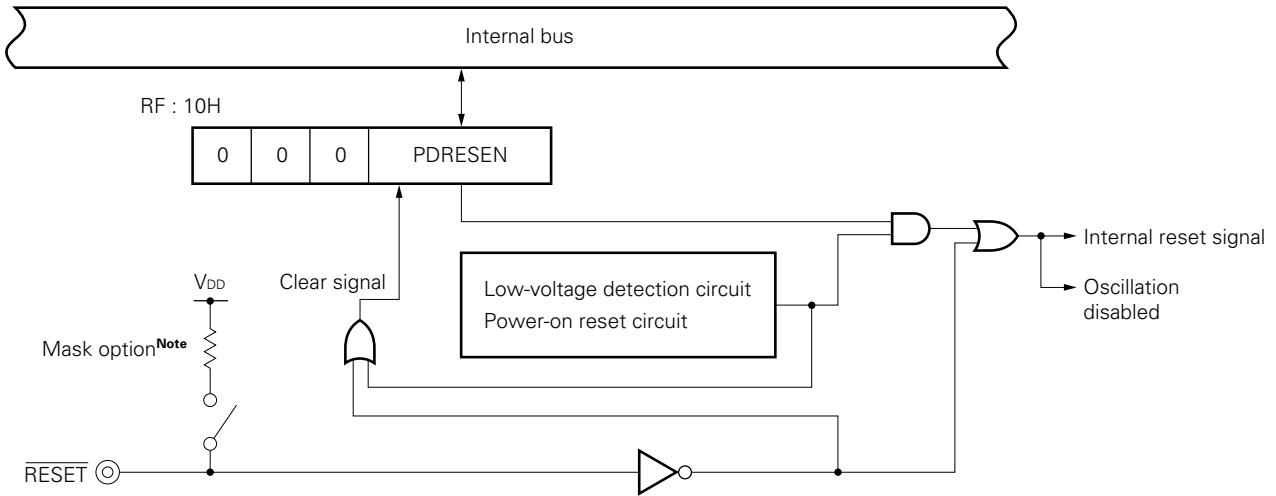 Internal bus
RF : 10H
0 0 0 PDRESEN
Internal reset signal
VDD
Clear signal
Low-voltage detection circuit
Power-on reset circuit
Oscillation
disabled
Mask optionNote
RESET